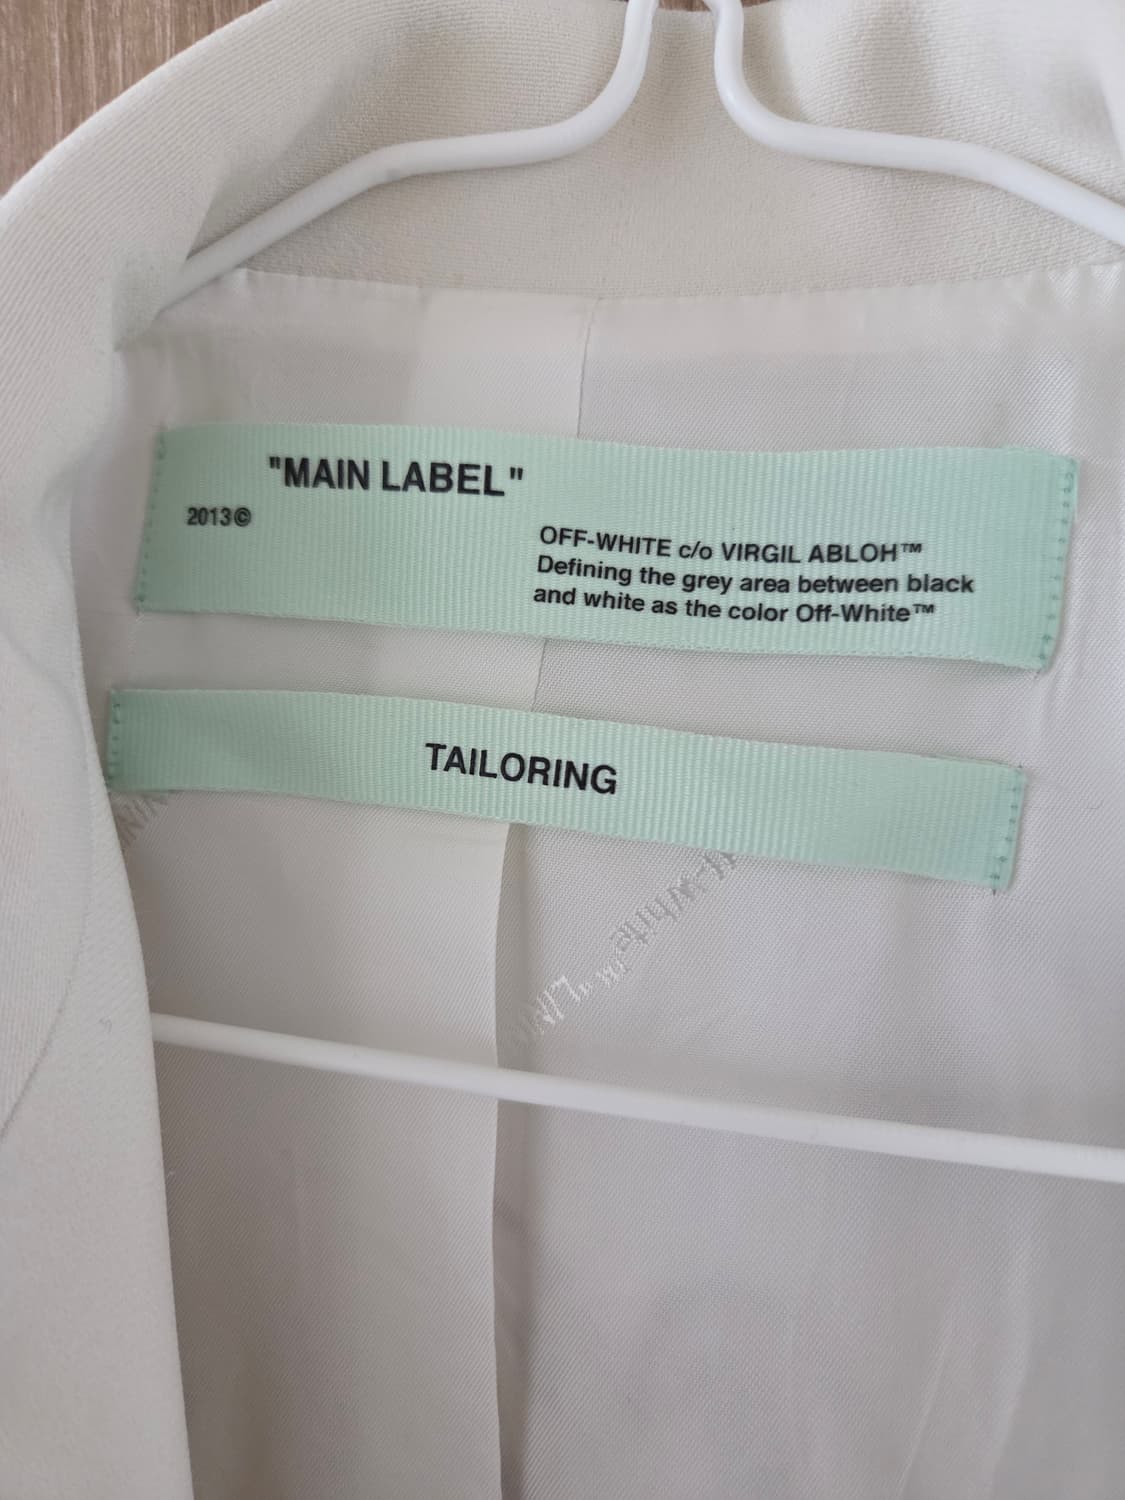 "MAIN LABEL"
2013©
OFF-WHITE c/o VIRGIL ABLOH™
Defining the grey area between black
and white as the color Off-White™
TAILORING